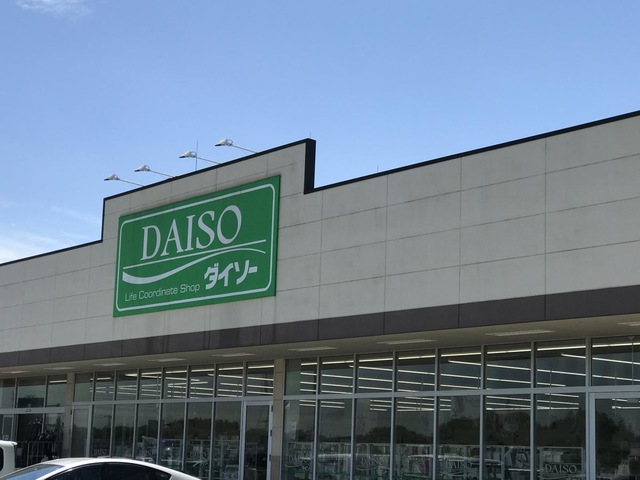 DAISO
ダイソー
Life Coordinate Shop
DAISO